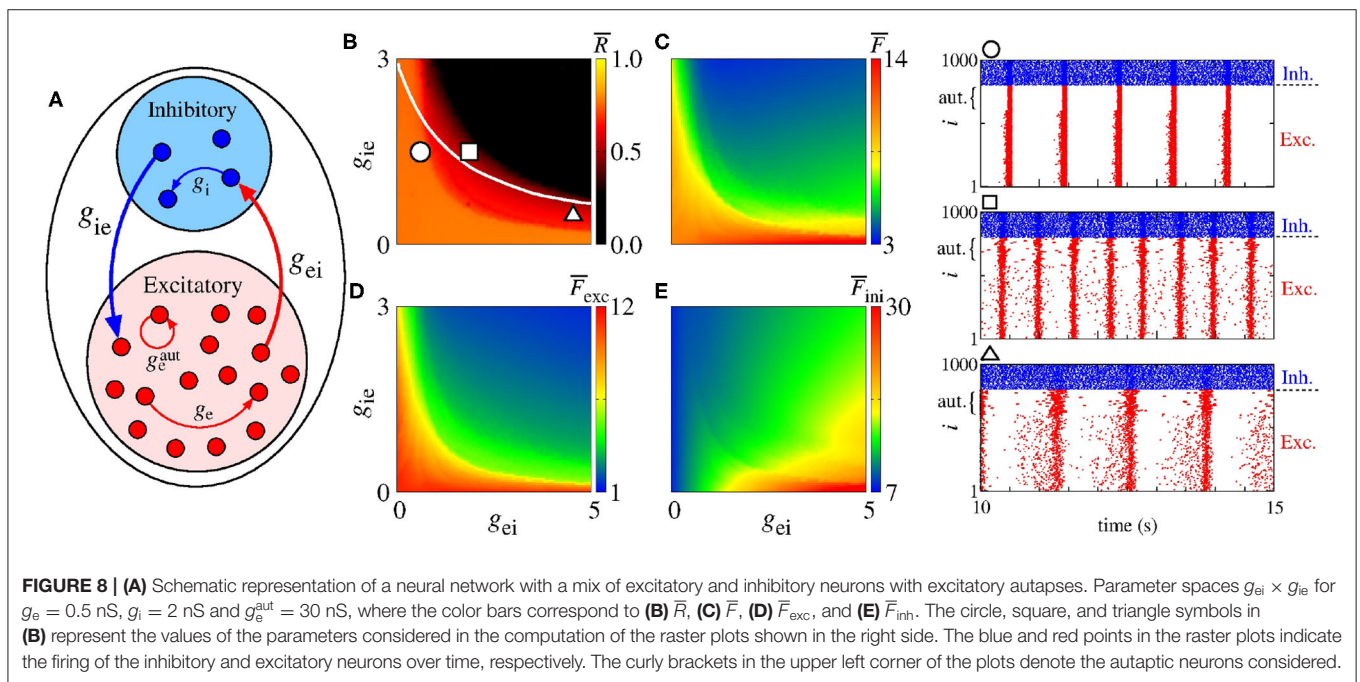 A
Inhibitory
g_i
g_ie
g_ei
Excitatory
g_e^aut
g_e
B
R̅
3
g_ie
0
1.0
0.5
0.0
C
F̅
14
3
D
F̅_exc
3
g_ie
0
0
g_ei
5
12
1
E
F̅_ini
0
g_ei
5
30
7
1000
aut.{
i
1
Inh.
Exc.
1000
aut.{
i
1
Inh.
Exc.
1000
aut.{
i
1
Inh.
Exc.
10
time (s)
15
FIGURE 8 | (A) Schematic representation of a neural network with a mix of excitatory and inhibitory neurons with excitatory autapses. Parameter spaces g_ei × g_ie for
g_e = 0.5 nS, g_i = 2 nS and g_e^aut = 30 nS, where the color bars correspond to (B) R̅, (C) F̅, (D) F̅_exc, and (E) F̅_inh. The circle, square, and triangle symbols in
(B) represent the values of the parameters considered in the computation of the raster plots shown in the right side. The blue and red points in the raster plots indicate
the firing of the inhibitory and excitatory neurons over time, respectively. The curly brackets in the upper left corner of the plots denote the autaptic neurons considered.